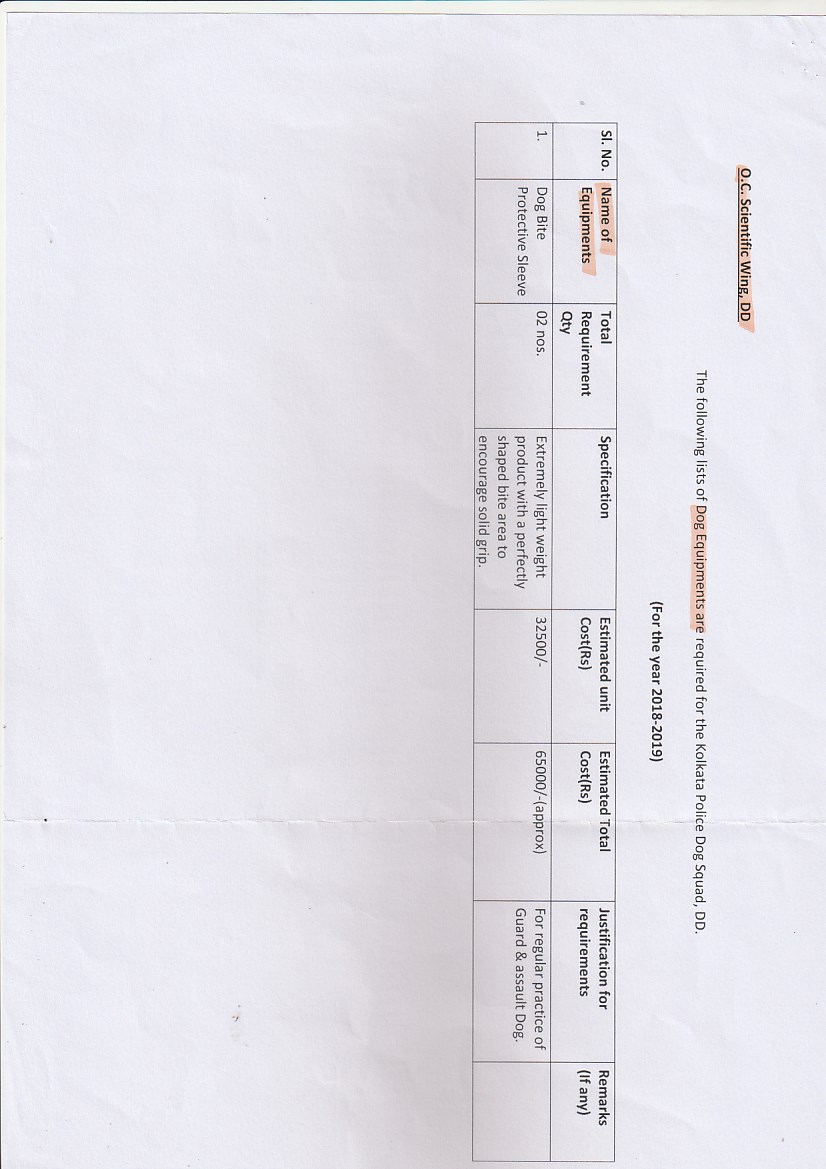 O.C. Scientific Wing, DD
The following lists of Dog Equipments are required for the Kolkata Police Dog Squad, DD.
(For the year 2018-2019)
Sl. No.
Name of
Equipments
Total
Requirement
Qty
Specification
Estimated unit
Cost(Rs)
Estimated Total
Cost(Rs)
Justification for
requirements
Remarks
(If any)
1.
Dog Bite
Protective Sleeve
02 nos.
Extremely light weight
product with a perfectly
shaped bite area to
encourage solid grip.
32500/-
65000/-(approx)
For regular practice of
Guard & assault Dog.